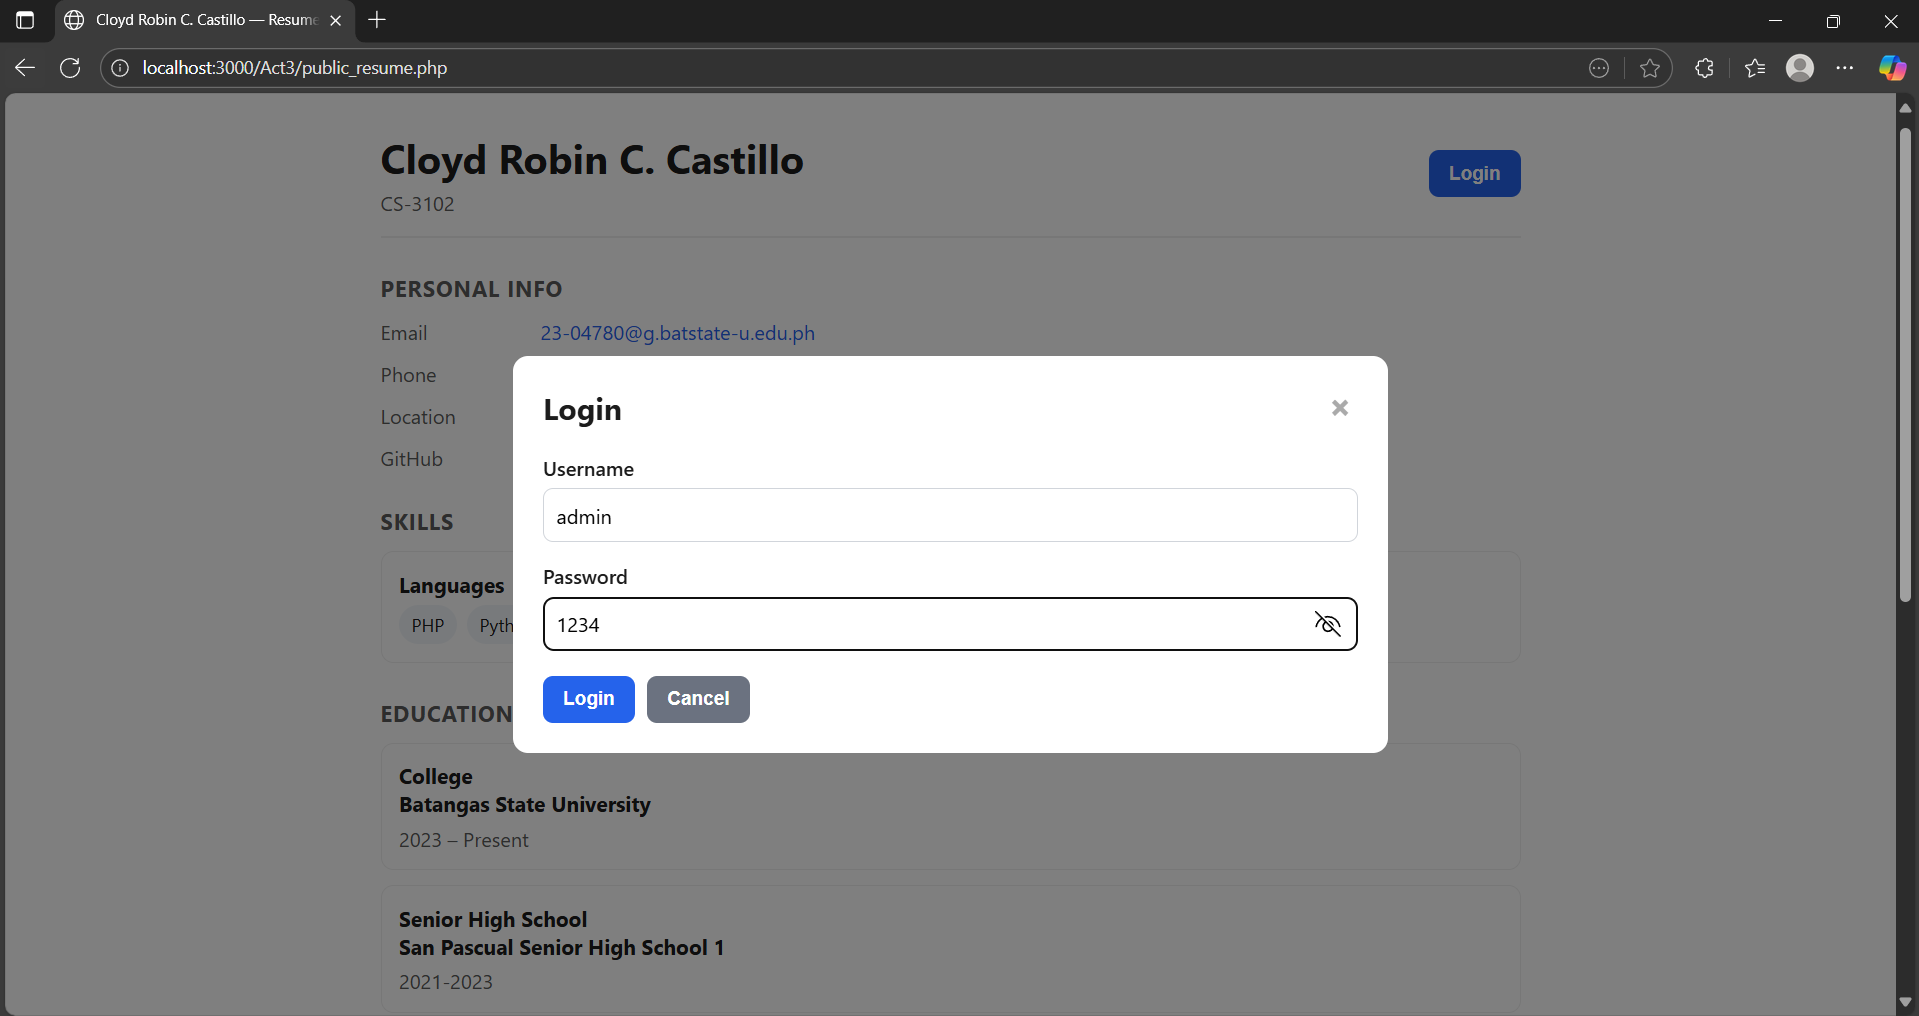 Cloyd Robin C. Castillo — Resume
localhost:3000/Act3/public_resume.php
Cloyd Robin C. Castillo
Login
CS-3102
PERSONAL INFO
Email 23-04780@g.batstate-u.edu.ph
Phone
Location
GitHub
Login
Username
admin
Password
1234
Login Cancel
SKILLS
Languages
PHP Pyth
EDUCATION
College
Batangas State University
2023 – Present
Senior High School
San Pascual Senior High School 1
2021-2023